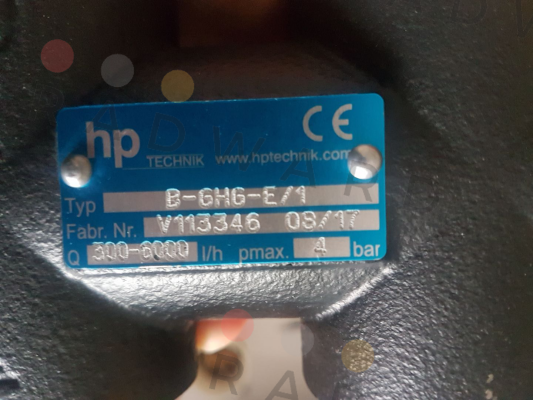 hp TECHNIK www.hptechnik.com CE
Typ B-GHG-E/1
Fabr. Nr. V113346 08/17
Q 300-6000 l/h pmax. 4 bar